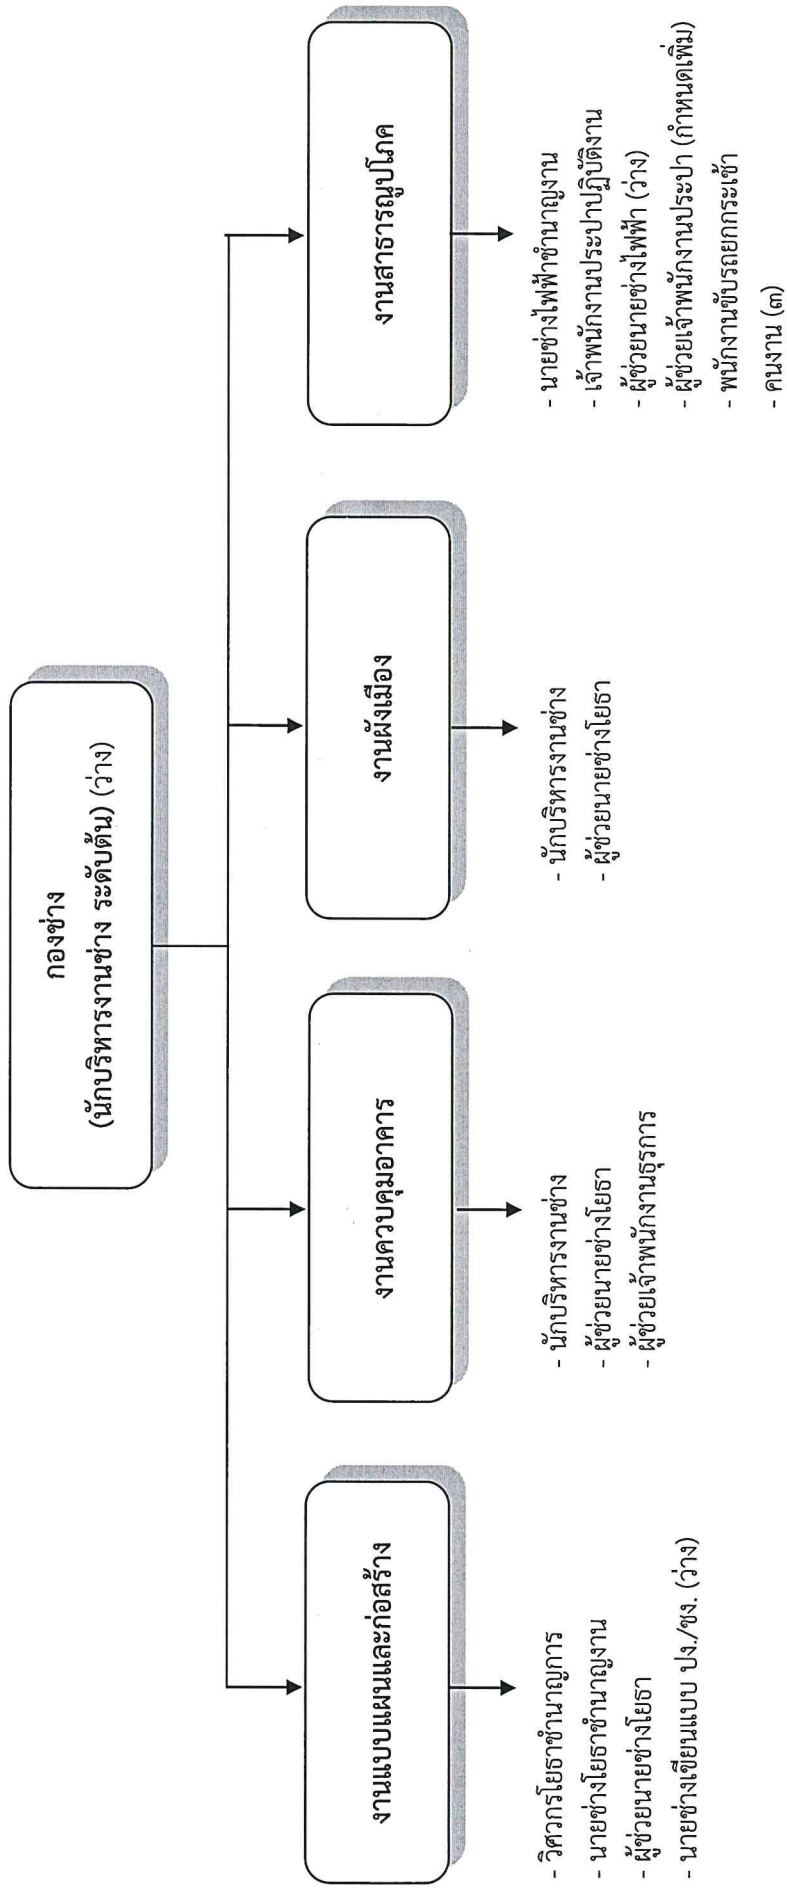 กองช่าง
(นักบริหารงานช่าง ระดับต้น) (ว่าง)
งานแบบแผนและก่อสร้าง
- วิศวกรโยธาชำนาญการ
- นายช่างโยธาชำนาญงาน
- ผู้ช่วยนายช่างโยธา
- นายช่างเขียนแบบ ปง./ชง. (ว่าง)
งานควบคุมอาคาร
- นักบริหารงานช่าง
- ผู้ช่วยนายช่างโยธา
- ผู้ช่วยเจ้าพนักงานธุรการ
งานผังเมือง
- นักบริหารงานช่าง
- ผู้ช่วยนายช่างโยธา
งานสาธารณูปโภค
- นายช่างไฟฟ้าชำนาญงาน
- เจ้าพนักงานประปาปฏิบัติงาน
- ผู้ช่วยนายช่างไฟฟ้า (ว่าง)
- ผู้ช่วยเจ้าพนักงานประปา (กำหนดเพิ่ม)
- พนักงานขับรถยกกระเช้า
- คนงาน (๓)